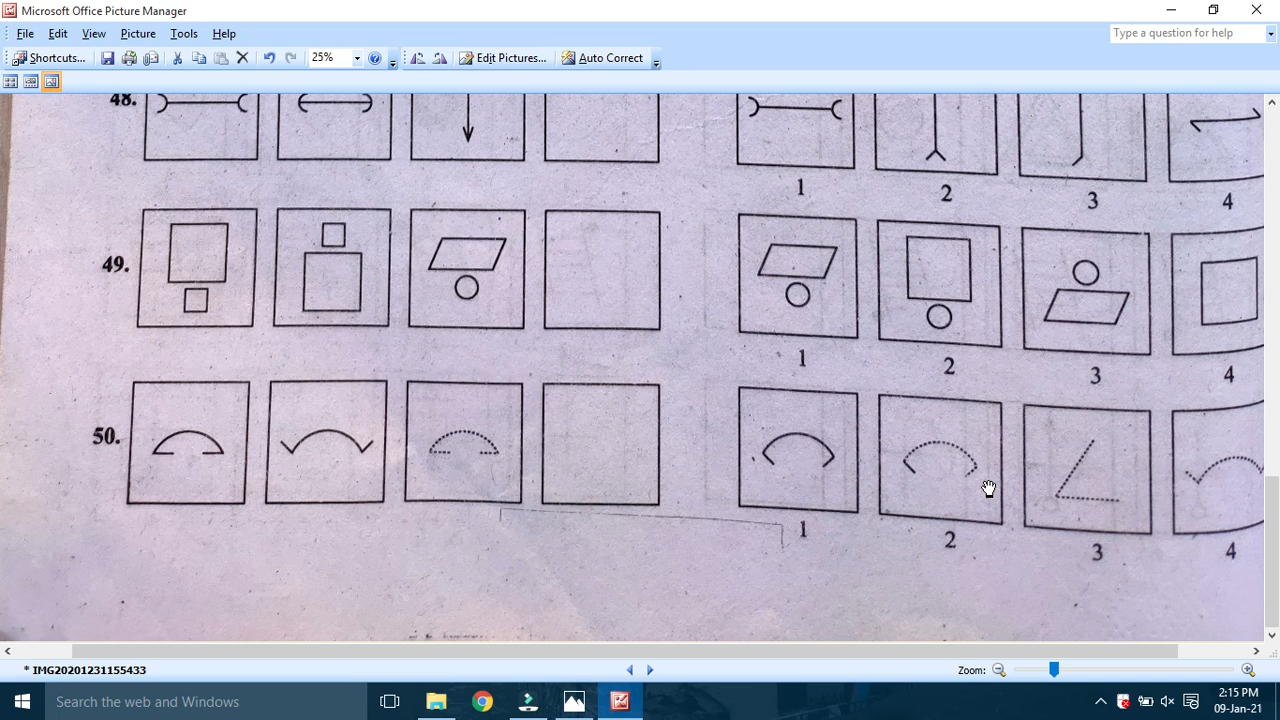 Microsoft Office Picture Manager
File Edit View Picture Tools Help
Type a question for help
Shortcuts... 25% Edit Pictures... Auto Correct
48.
1 2 3 4
49.
1 2 3 4
50.
1 2 3 4
* IMG20201231155433
Zoom:
Search the web and Windows
2:15 PM
09-Jan-21